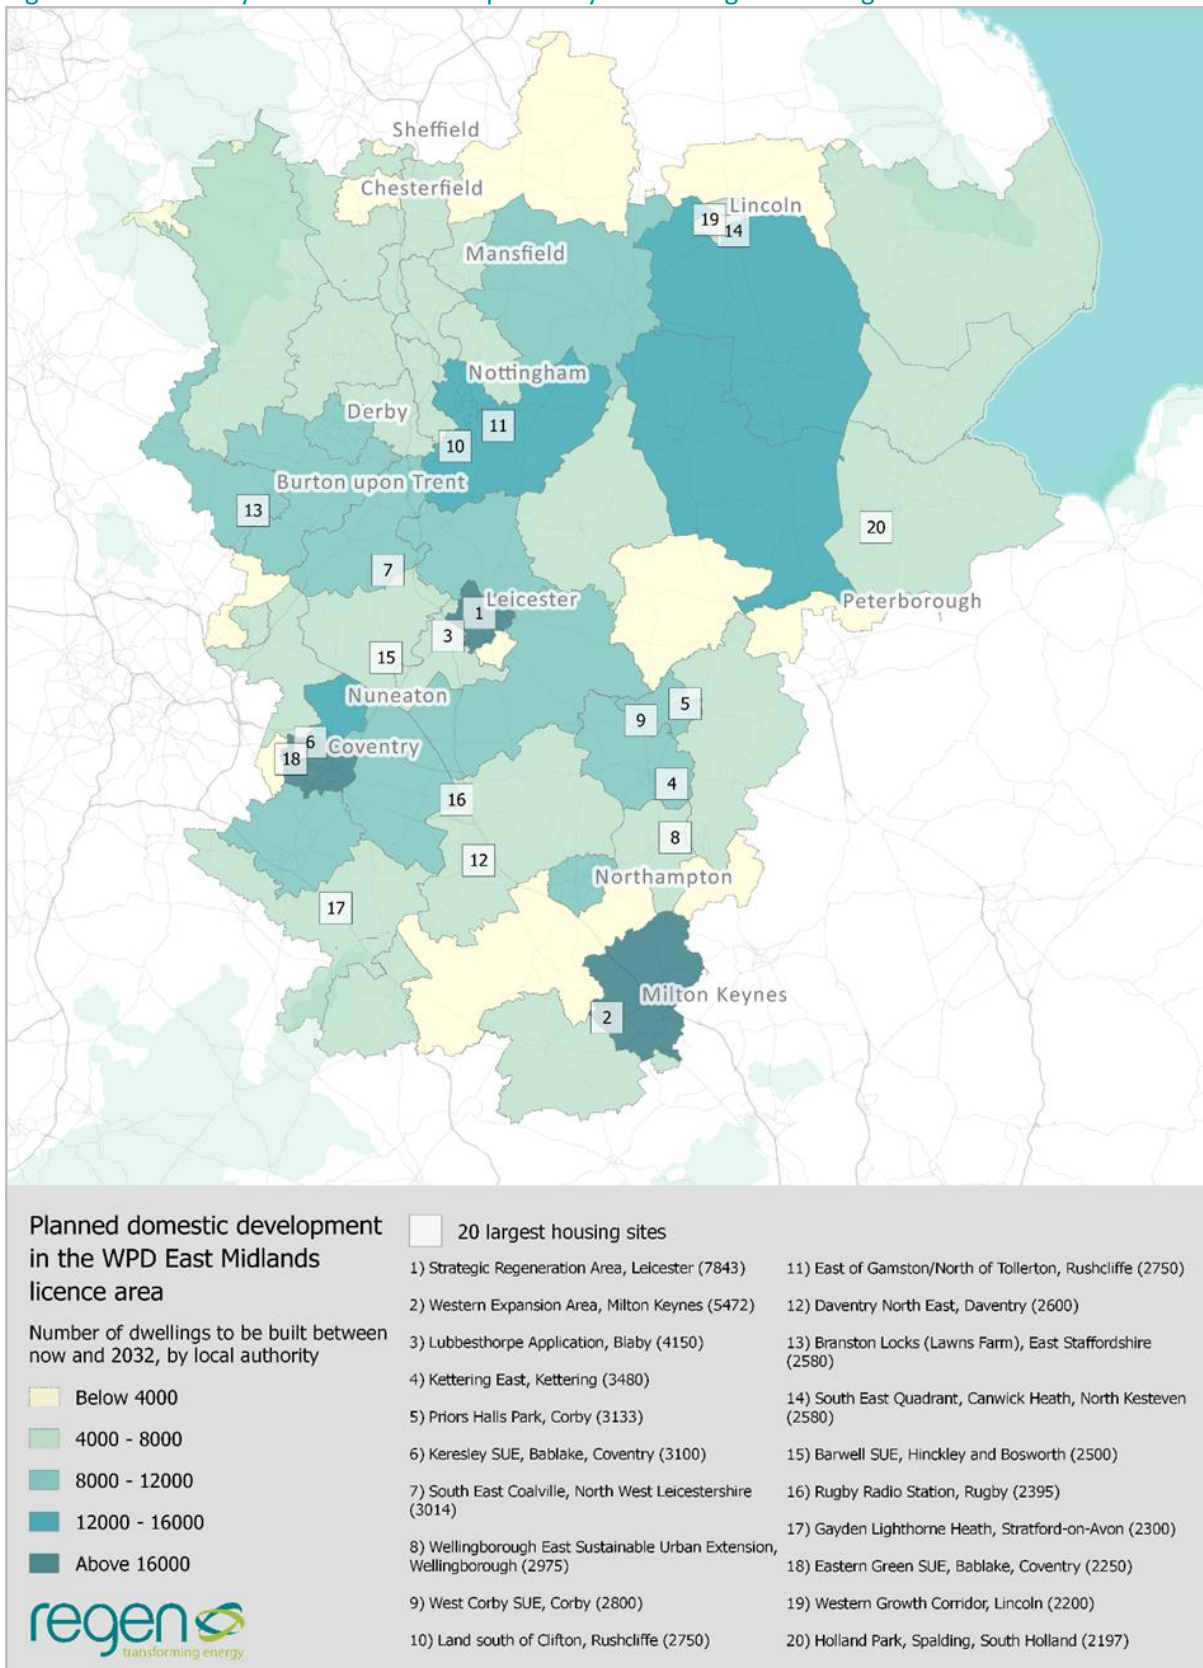 Sheffield
Chesterfield
Lincoln
19
14
Mansfield
Nottingham
Derby
11
10
Burton upon Trent
13
20
7
Leicester
1
Peterborough
3
15
Nuneaton
5
9
6
Coventry
18
4
16
8
12
Northampton
17
Milton Keynes
2
Planned domestic development
in the WPD East Midlands
licence area
Number of dwellings to be built between
now and 2032, by local authority
Below 4000
4000 - 8000
8000 - 12000
12000 - 16000
Above 16000
regen
transforming energy
20 largest housing sites
1) Strategic Regeneration Area, Leicester (7843)
2) Western Expansion Area, Milton Keynes (5472)
3) Lubbesthorpe Application, Blaby (4150)
4) Kettering East, Kettering (3480)
5) Priors Halls Park, Corby (3133)
6) Keresley SUE, Bablake, Coventry (3100)
7) South East Coalville, North West Leicestershire
(3014)
8) Wellingborough East Sustainable Urban Extension,
Wellingborough (2975)
9) West Corby SUE, Corby (2800)
10) Land south of Clifton, Rushcliffe (2750)
11) East of Gamston/North of Tollerton, Rushcliffe (2750)
12) Daventry North East, Daventry (2600)
13) Branston Locks (Lawns Farm), East Staffordshire
(2580)
14) South East Quadrant, Canwick Heath, North Kesteven
(2580)
15) Barwell SUE, Hinckley and Bosworth (2500)
16) Rugby Radio Station, Rugby (2395)
17) Gayden Lighthorne Heath, Stratford-on-Avon (2300)
18) Eastern Green SUE, Bablake, Coventry (2250)
19) Western Growth Corridor, Lincoln (2200)
20) Holland Park, Spalding, South Holland (2197)